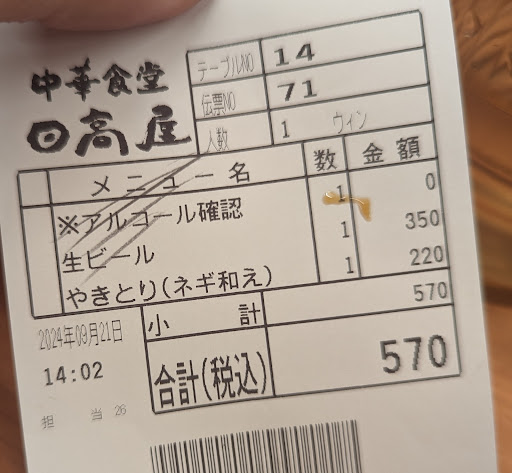 中華食堂
日高屋
テーブルNO 14
伝票NO 71
人数 1 ウィン
メニュー名 数 金額
※アルコール確認 1 0
生ビール 1 350
やきとり(ネギ和え) 1 220
小計 570
2024年09月21日
14:02
合計(税込) 570
担当 26